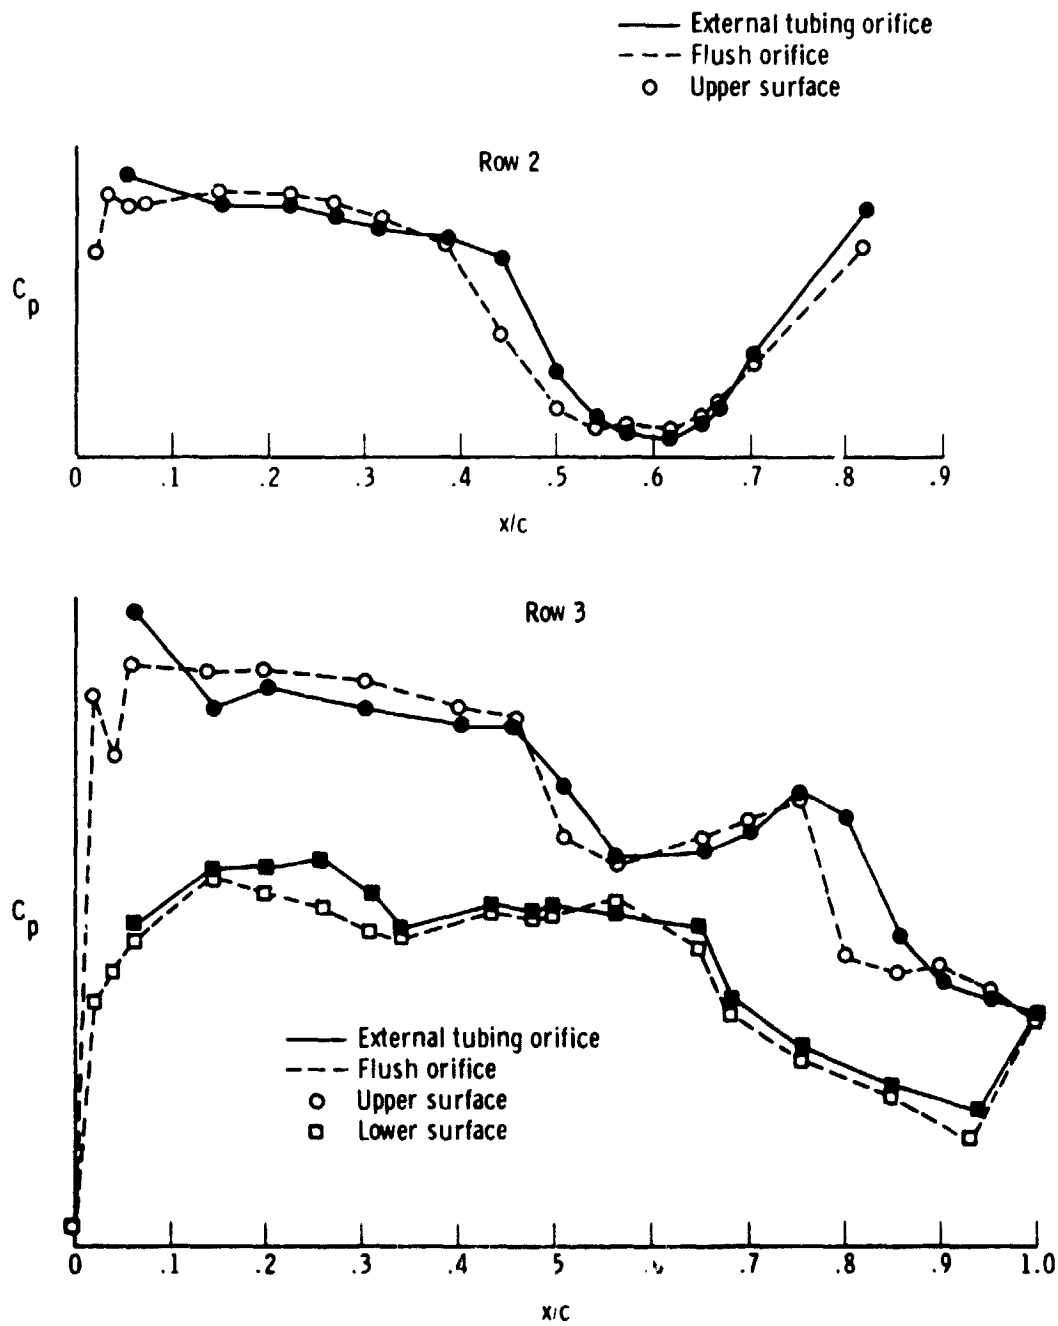 External tubing orifice
Flush orifice
Upper surface
Row 2
C p
0 .1 .2 .3 .4 .5 .6 .7 .8 .9
x/c
Row 3
C p
External tubing orifice
Flush orifice
Upper surface
Lower surface
0 .1 .2 .3 .4 5 .7 .8 .9 1.0
x/c